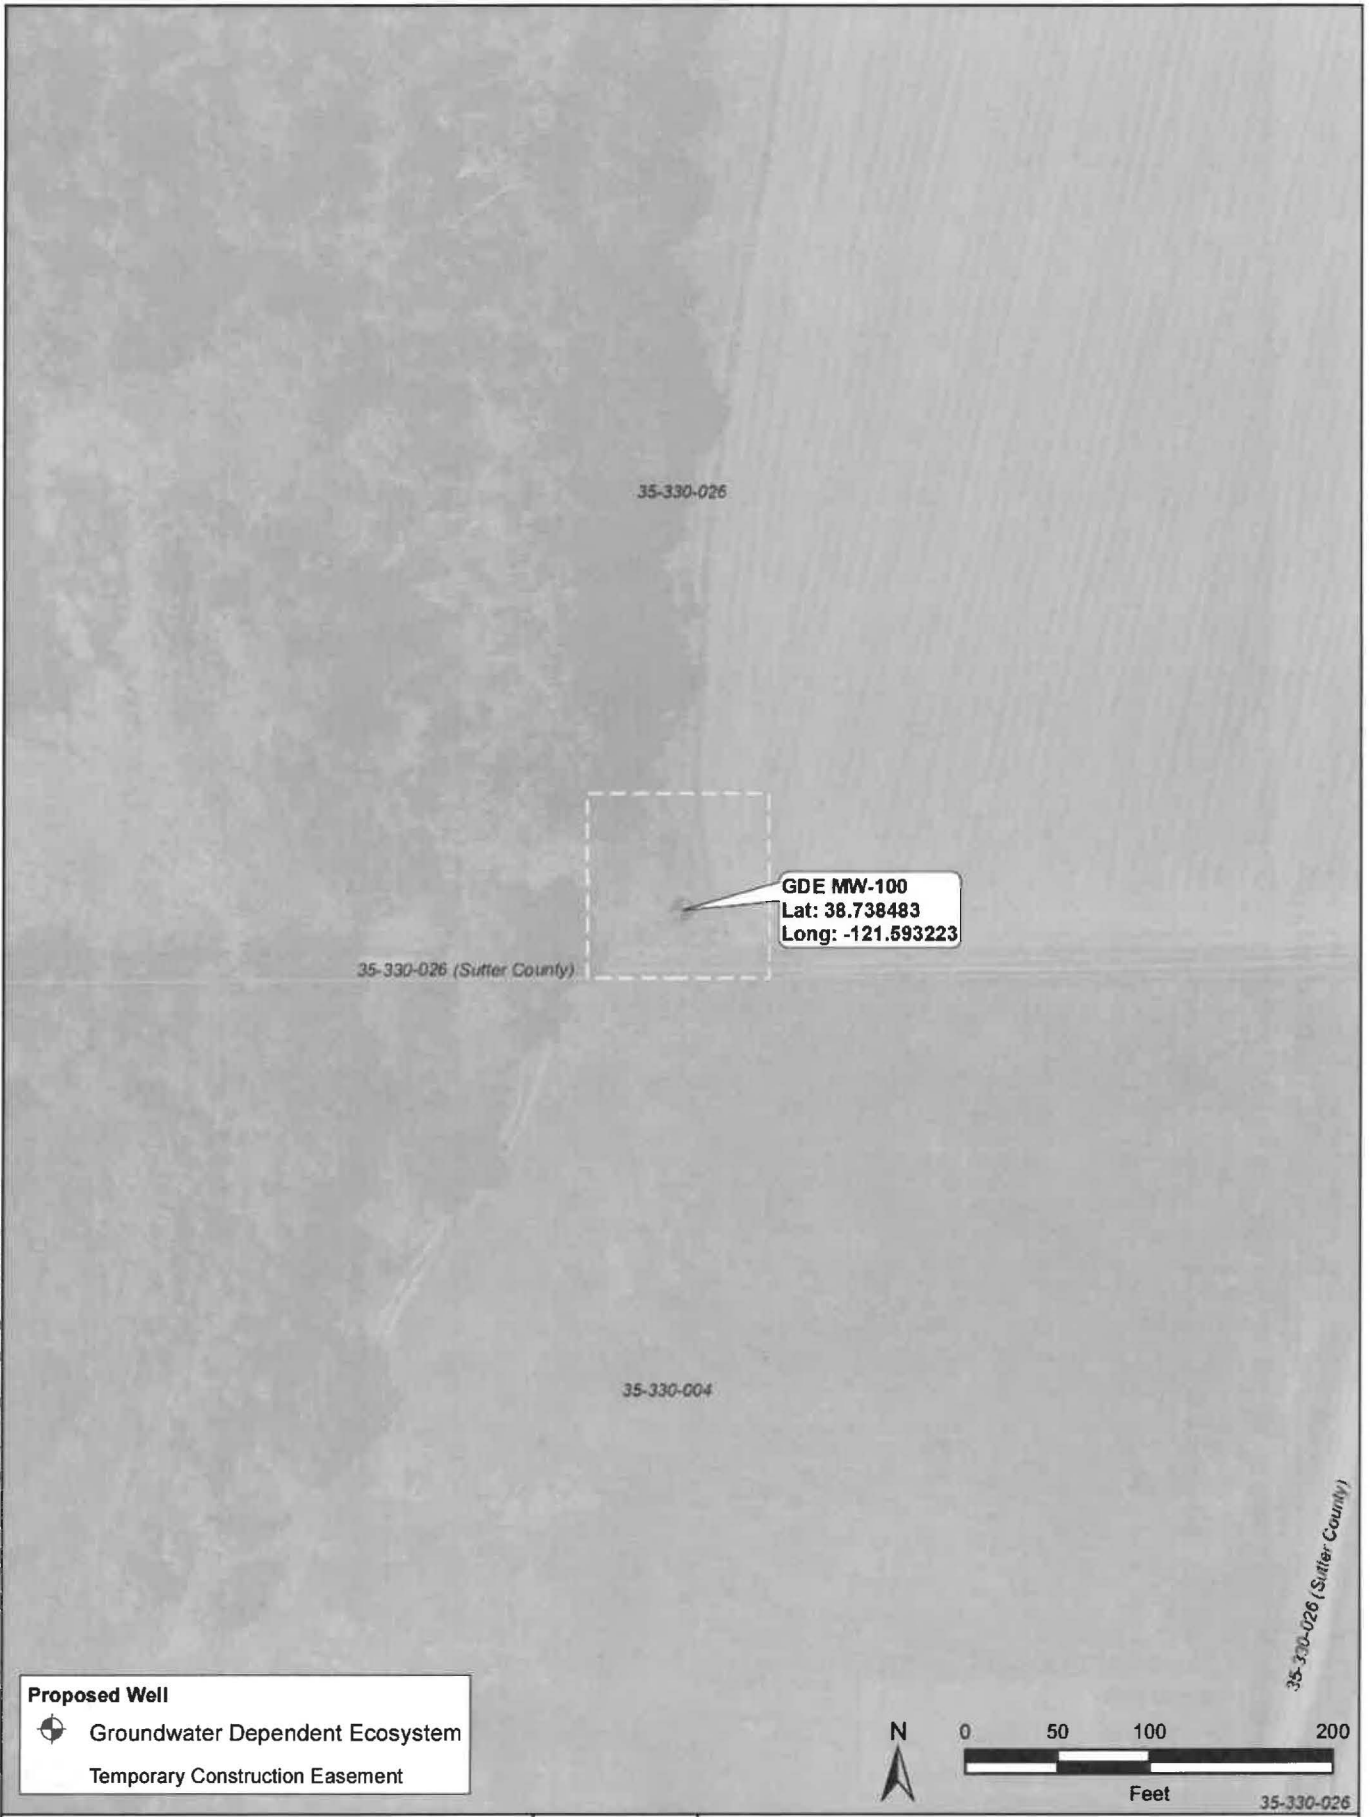 35-330-026
GDE MW-100
Lat: 38.738483
Long: -121.593223
35-330-026 (Sutter County)
35-330-004
35-330-026 (Sutter County)
Proposed Well
Groundwater Dependent Ecosystem
Temporary Construction Easement
N
0 50 100 200
Feet
35-330-026